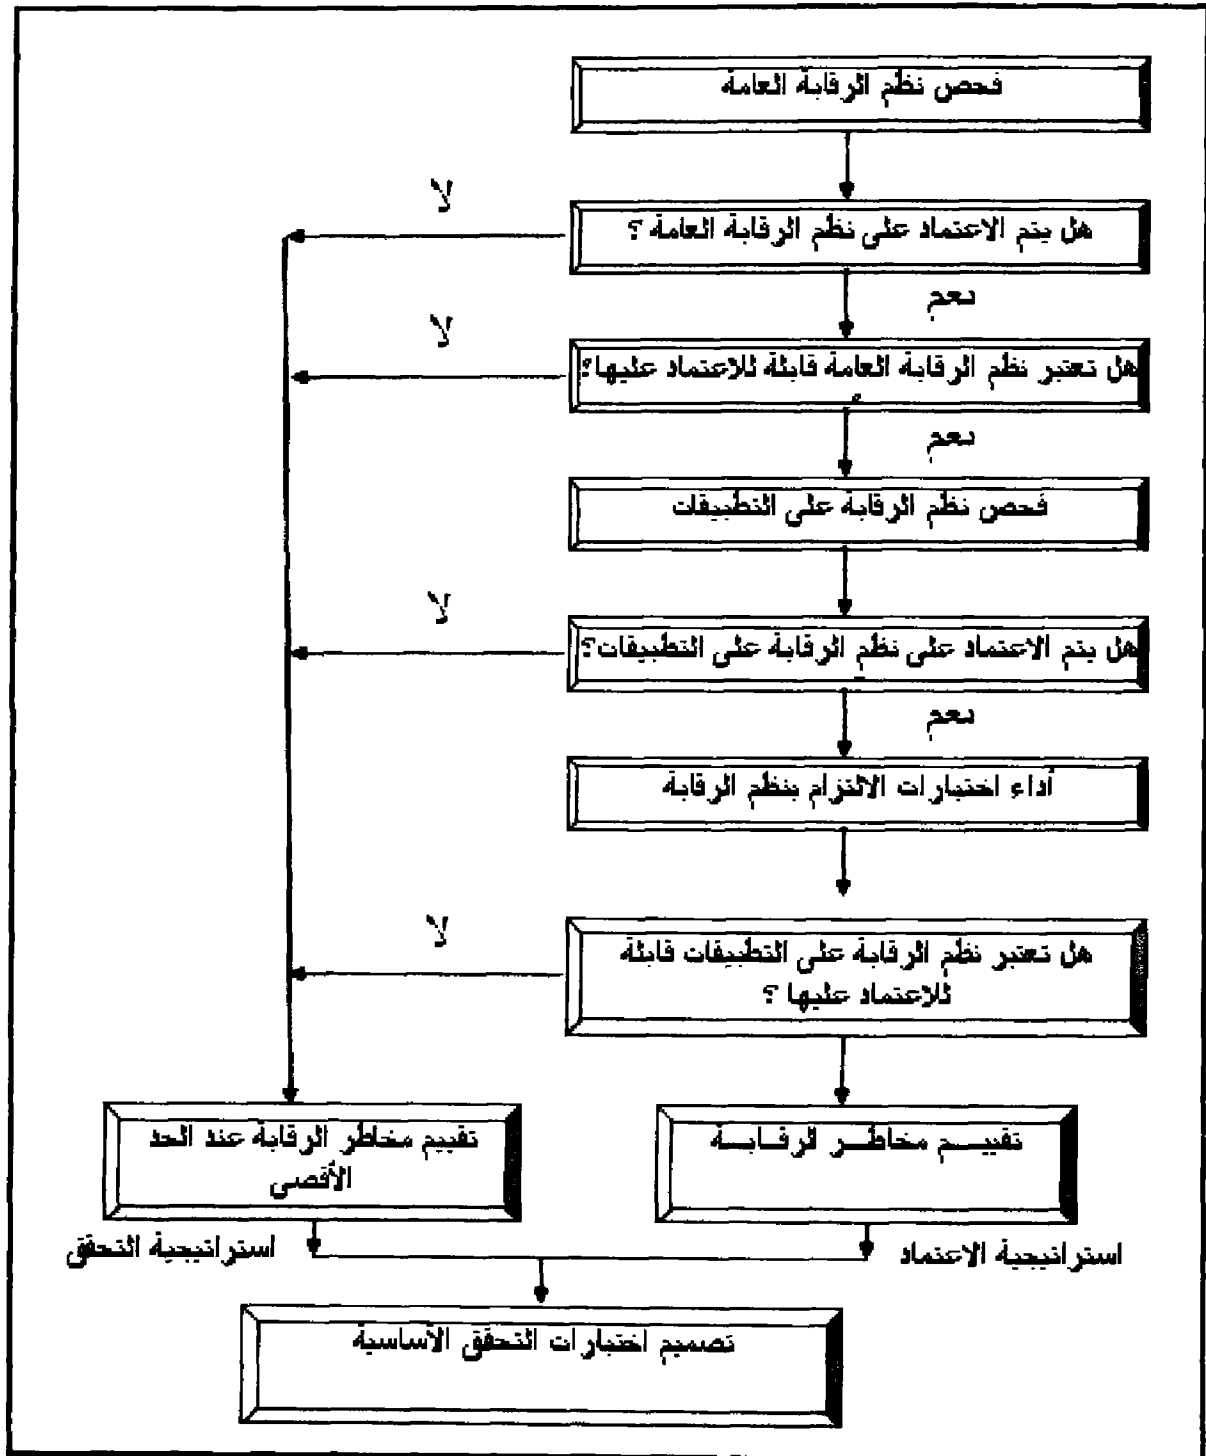 فحص نظم الرقابة العامة
لا
هل يتم الاعتماد على نظم الرقابة العامة ؟
نعم
لا
هل تعتبر نظم الرقابة العامة قابلة للاعتماد عليها؟
نعم
فحص نظم الرقابة على التطبيقات
لا
هل يتم الاعتماد على نظم الرقابة على التطبيقات؟
نعم
أداء اختبارات الالتزام بنظم الرقابة
لا
هل تعتبر نظم الرقابة على التطبيقات قابلة
للاعتماد عليها ؟
تقييم مخاطر الرقابة
تقييم مخاطر الرقابة عند الحد
الأقصى
استراتيجية الاعتماد
استراتيجية التحقق
تصميم اختبارات التحقق الأساسية